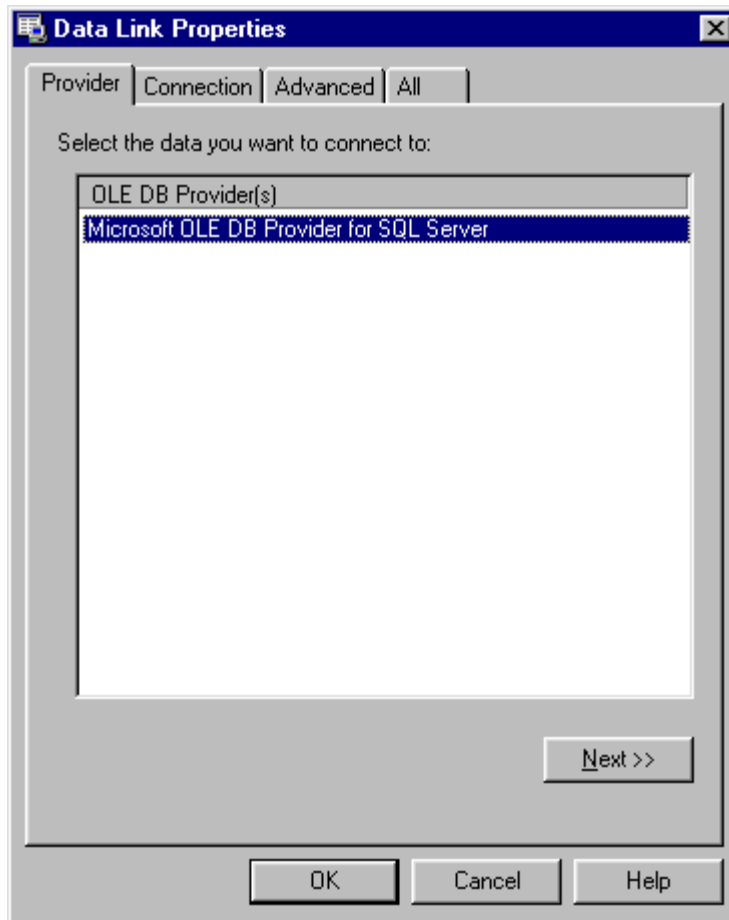 Data Link Properties
Provider Connection Advanced All
Select the data you want to connect to:
OLE DB Provider(s)
Microsoft OLE DB Provider for SQL Server
Next >>
OK Cancel Help